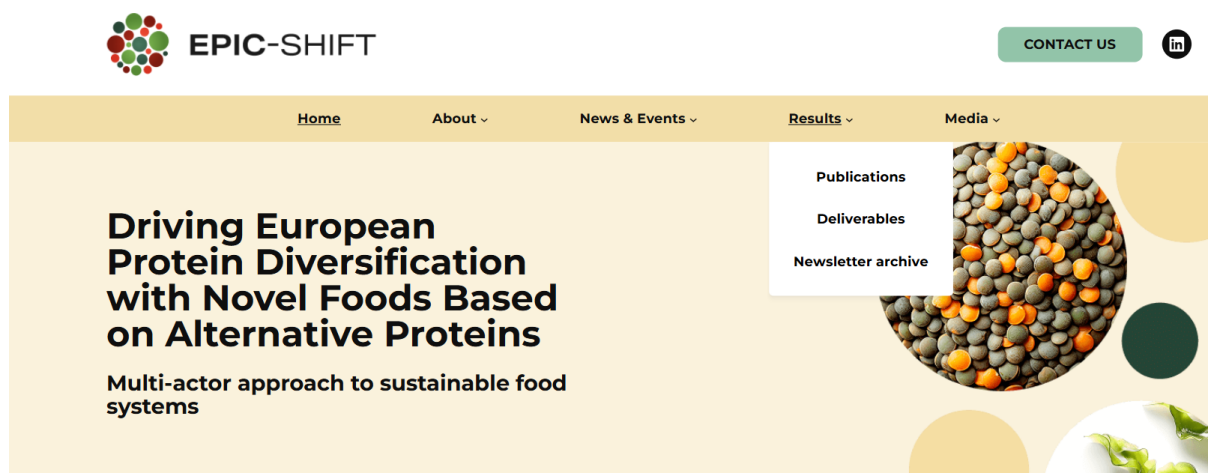 EPIC-SHIFT
CONTACT US
in
Home
About
News & Events
Results
Media
Publications
Deliverables
Newsletter archive
Driving European
Protein Diversification
with Novel Foods Based
on Alternative Proteins
Multi-actor approach to sustainable food
systems